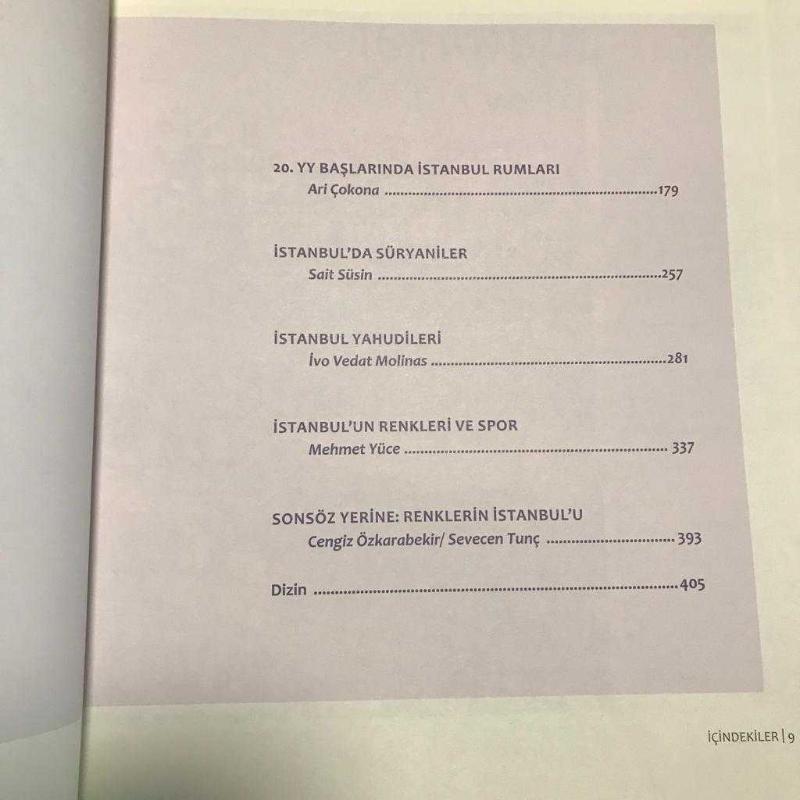 20. YY BAŞLARINDA İSTANBUL RUMLARI
Ari Çokona ........................................................179
İSTANBUL'DA SÜRYANİLER
Sait Süsin ........................................................257
İSTANBUL YAHUDİLERİ
İvo Vedat Molinas ...............................................281
İSTANBUL'UN RENKLERİ VE SPOR
Mehmet Yüce .................................................... 337
SONSÖZ YERİNE: RENKLERİN İSTANBUL'U
Cengiz Özkarabekir/ Sevecen Tunç .......................... 393
Dizin ..........................................................................405
İÇİNDEKİLER | 9